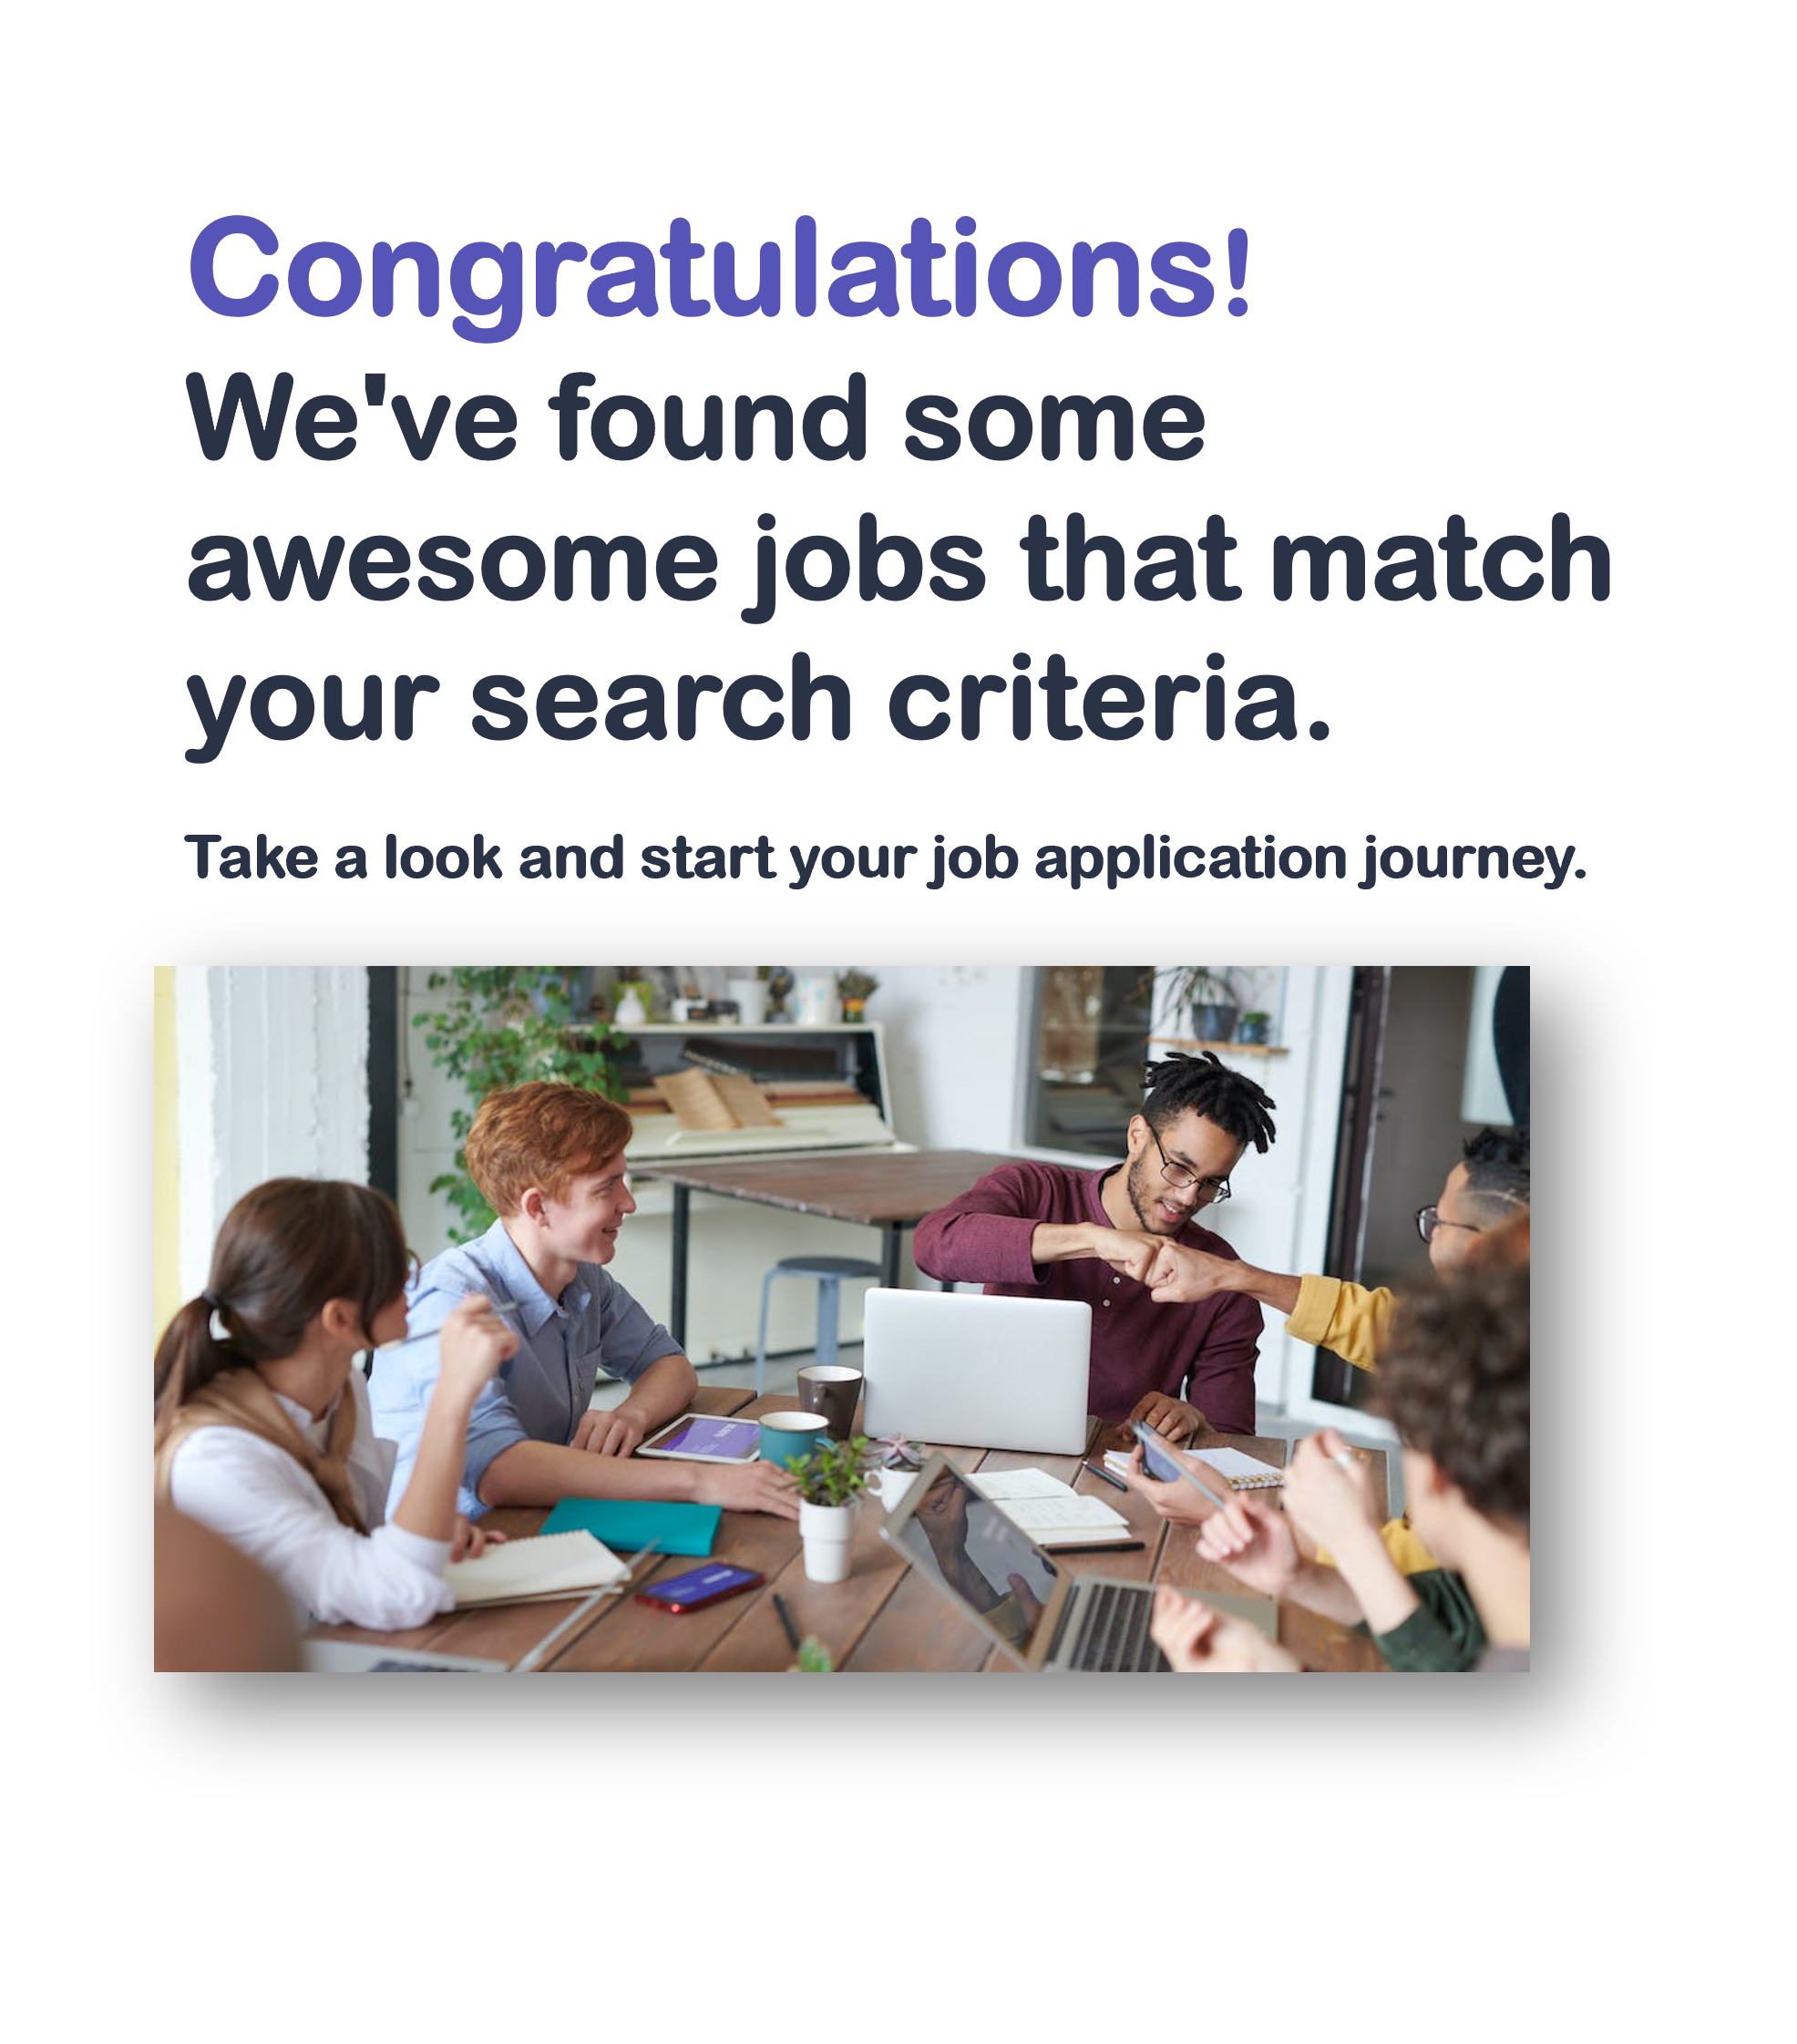 Congratulations!
We've found some
awesome jobs that match
your search criteria.
Take a look and start your job application journey.